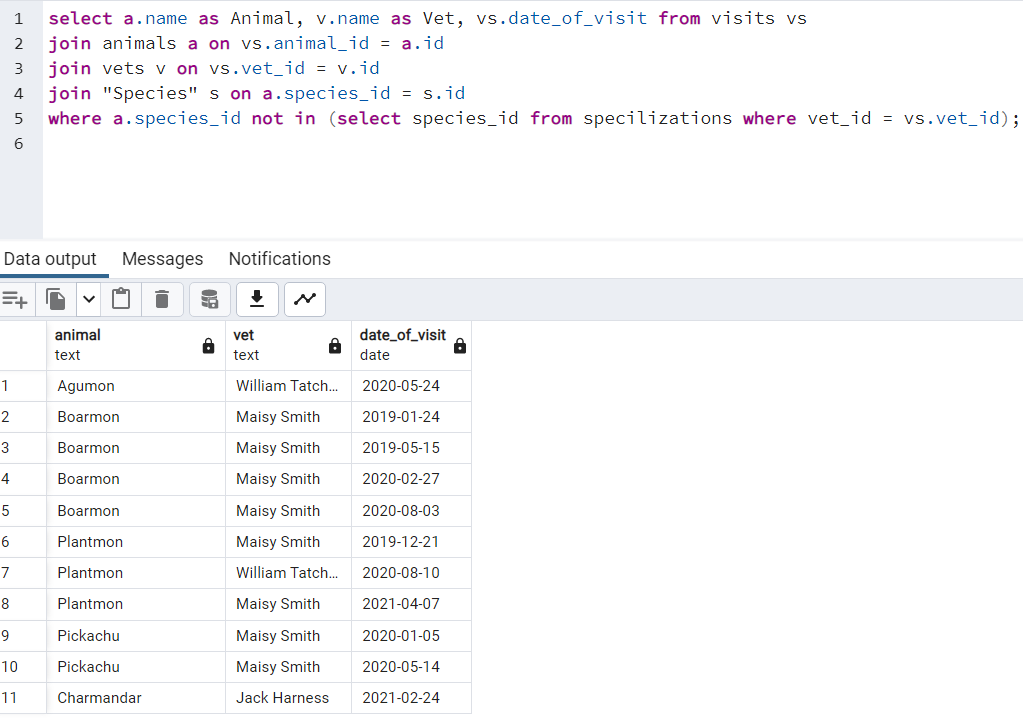 1 select a.name as Animal, v.name as Vet, vs.date_of_visit from visits vs
2 join animals a on vs.animal_id = a.id
3 join vets v on vs.vet_id = v.id
4 join "Species" s on a.species_id = s.id
5 where a.species_id not in (select species_id from specilizations where vet_id = vs.vet_id);
6
Data output Messages Notifications
animal vet date_of_visit
text text date
1 Agumon William Tatch... 2020-05-24
2 Boarmon Maisy Smith 2019-01-24
3 Boarmon Maisy Smith 2019-05-15
4 Boarmon Maisy Smith 2020-02-27
5 Boarmon Maisy Smith 2020-08-03
6 Plantmon Maisy Smith 2019-12-21
7 Plantmon William Tatch... 2020-08-10
8 Plantmon Maisy Smith 2021-04-07
9 Pickachu Maisy Smith 2020-01-05
10 Pickachu Maisy Smith 2020-05-14
11 Charmandar Jack Harness 2021-02-24